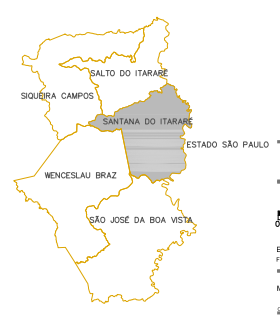 SALTO DO ITARARÉ
SIQUEIRA CAMPOS
SANTANA DO ITARARÉ
ESTADO SÃO PAULO
WENCESLAU BRAZ
SÃO JOSÉ DA BOA VISTA